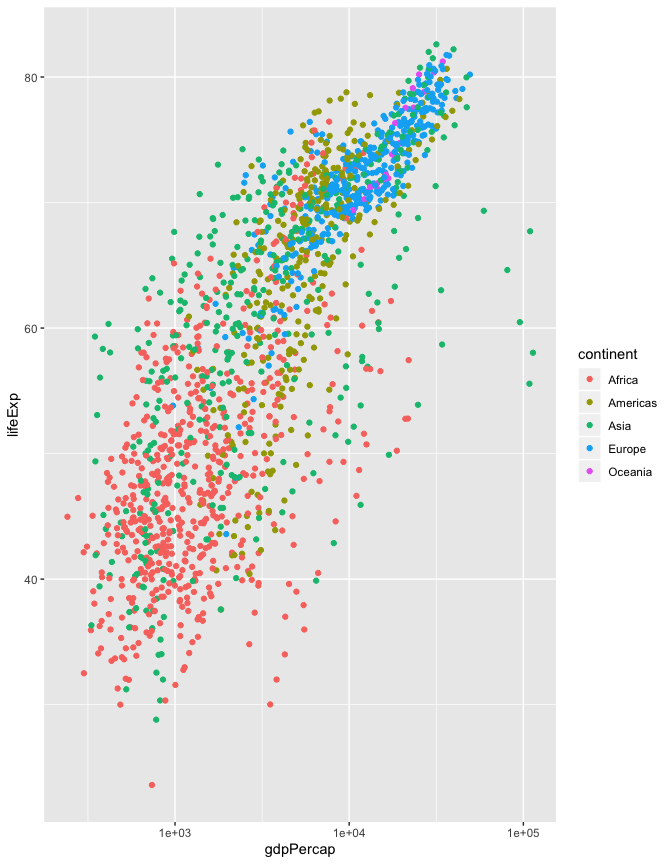 80
60
40
lifeExp
1e+03
1e+04
1e+05
gdpPercap
continent
Africa
Americas
Asia
Europe
Oceania